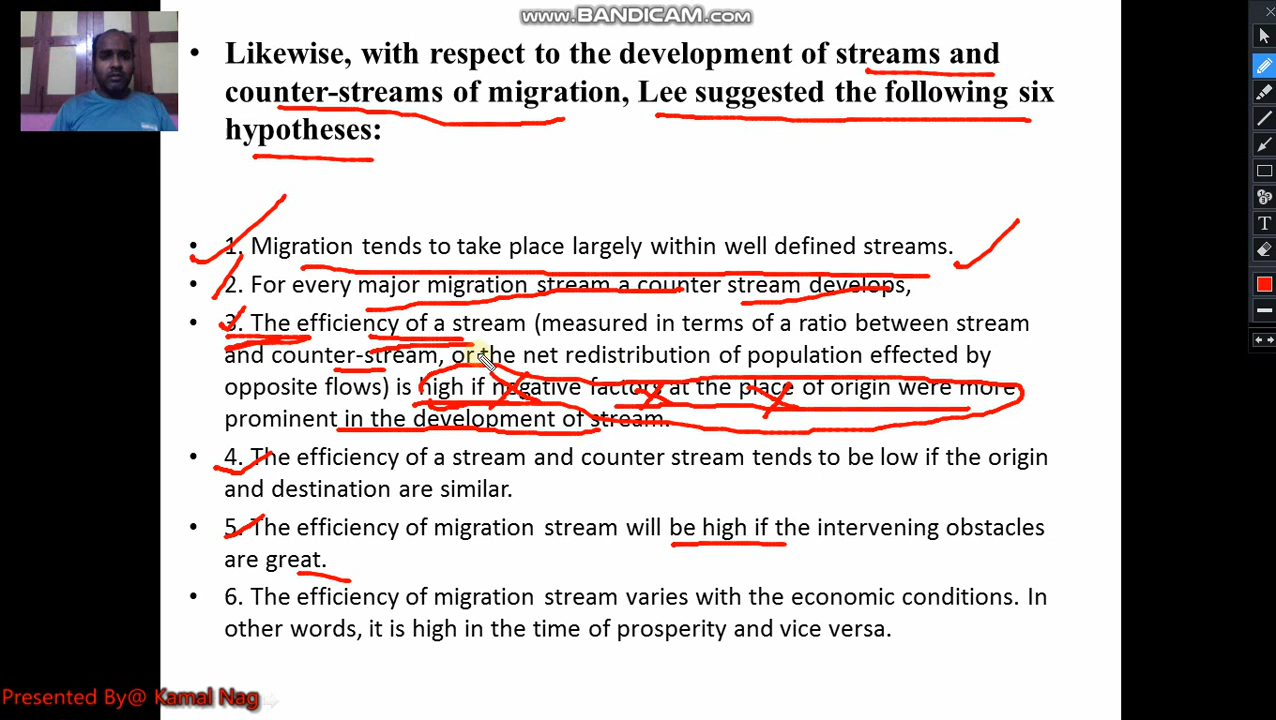 www.BANDICAM.com
• Likewise, with respect to the development of streams and
counter-streams of migration, Lee suggested the following six
hypotheses:
• 1. Migration tends to take place largely within well defined streams.
• 2. For every major migration stream a counter stream develops,
• 3. The efficiency of a stream (measured in terms of a ratio between stream
and counter-stream, or the net redistribution of population effected by
opposite flows) is high if negative factors at the place of origin were more
prominent in the development of stream.
• 4. The efficiency of a stream and counter stream tends to be low if the origin
and destination are similar.
• 5. The efficiency of migration stream will be high if the intervening obstacles
are great.
• 6. The efficiency of migration stream varies with the economic conditions. In
other words, it is high in the time of prosperity and vice versa.
Presented By@ Kamal Nag